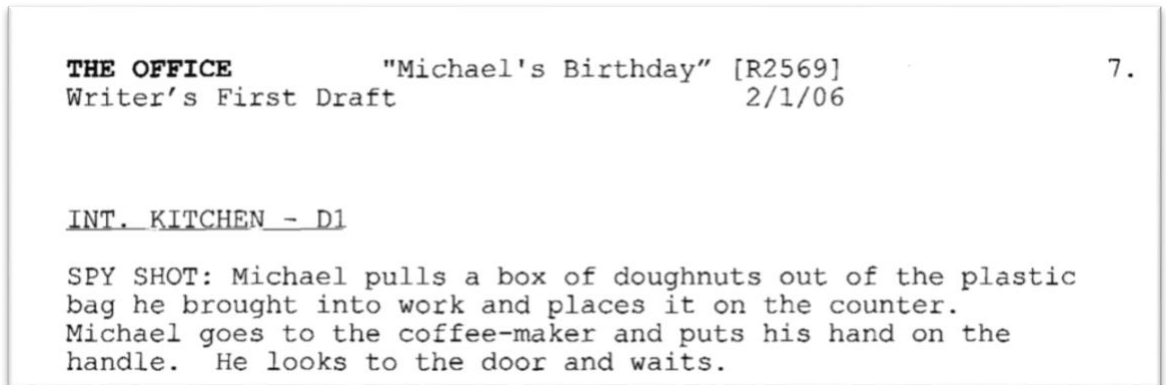 THE OFFICE "Michael's Birthday” [R2569] 7.
Writer’s First Draft 2/1/06
INT. KITCHEN - D1
SPY SHOT: Michael pulls a box of doughnuts out of the plastic
bag he brought into work and places it on the counter.
Michael goes to the coffee-maker and puts his hand on the
handle. He looks to the door and waits.